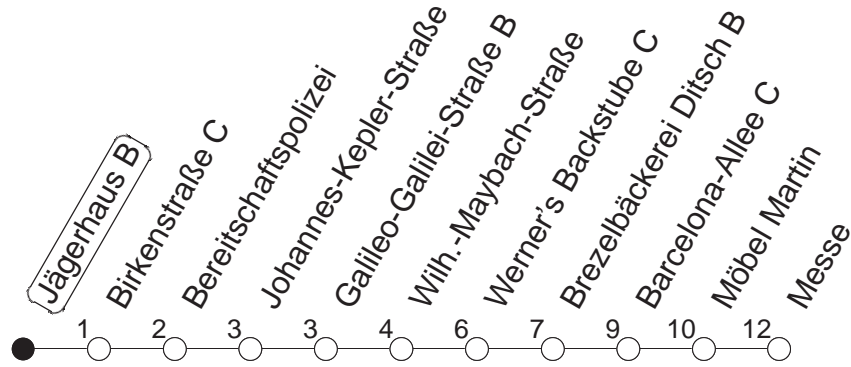 Jägerhaus B
Birkenstraße C
Bereitschaftspolizei
Johannes-Kepler-Straße
Galileo-Galilei-Straße B
Wilh.-Maybach-Straße
Werner's Backstube C
Brezelbäckerei Ditsch B
Barcelona-Allee C
Möbel Martin
Messe
1 2 3 3 4 6 7 9 10 12